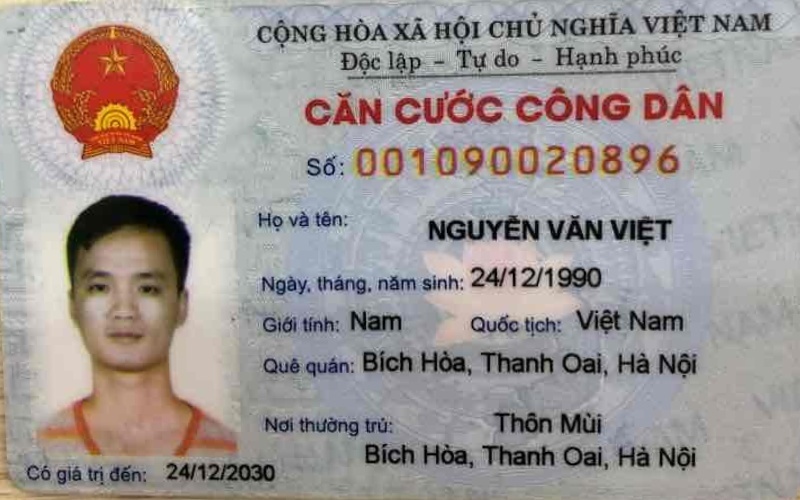 CỘNG HÒA XÃ HỘI CHỦ NGHĨA VIỆT NAM
Độc lập – Tự do – Hạnh phúc
CĂN CƯỚC CÔNG DÂN
Số: 001090020896
Họ và tên: NGUYỄN VĂN VIỆT
Ngày, tháng, năm sinh: 24/12/1990
Giới tính: Nam Quốc tịch: Việt Nam
Quê quán: Bích Hòa, Thanh Oai, Hà Nội
Nơi thường trú: Thôn Mùi
Bích Hòa, Thanh Oai, Hà Nội
Có giá trị đến: 24/12/2030